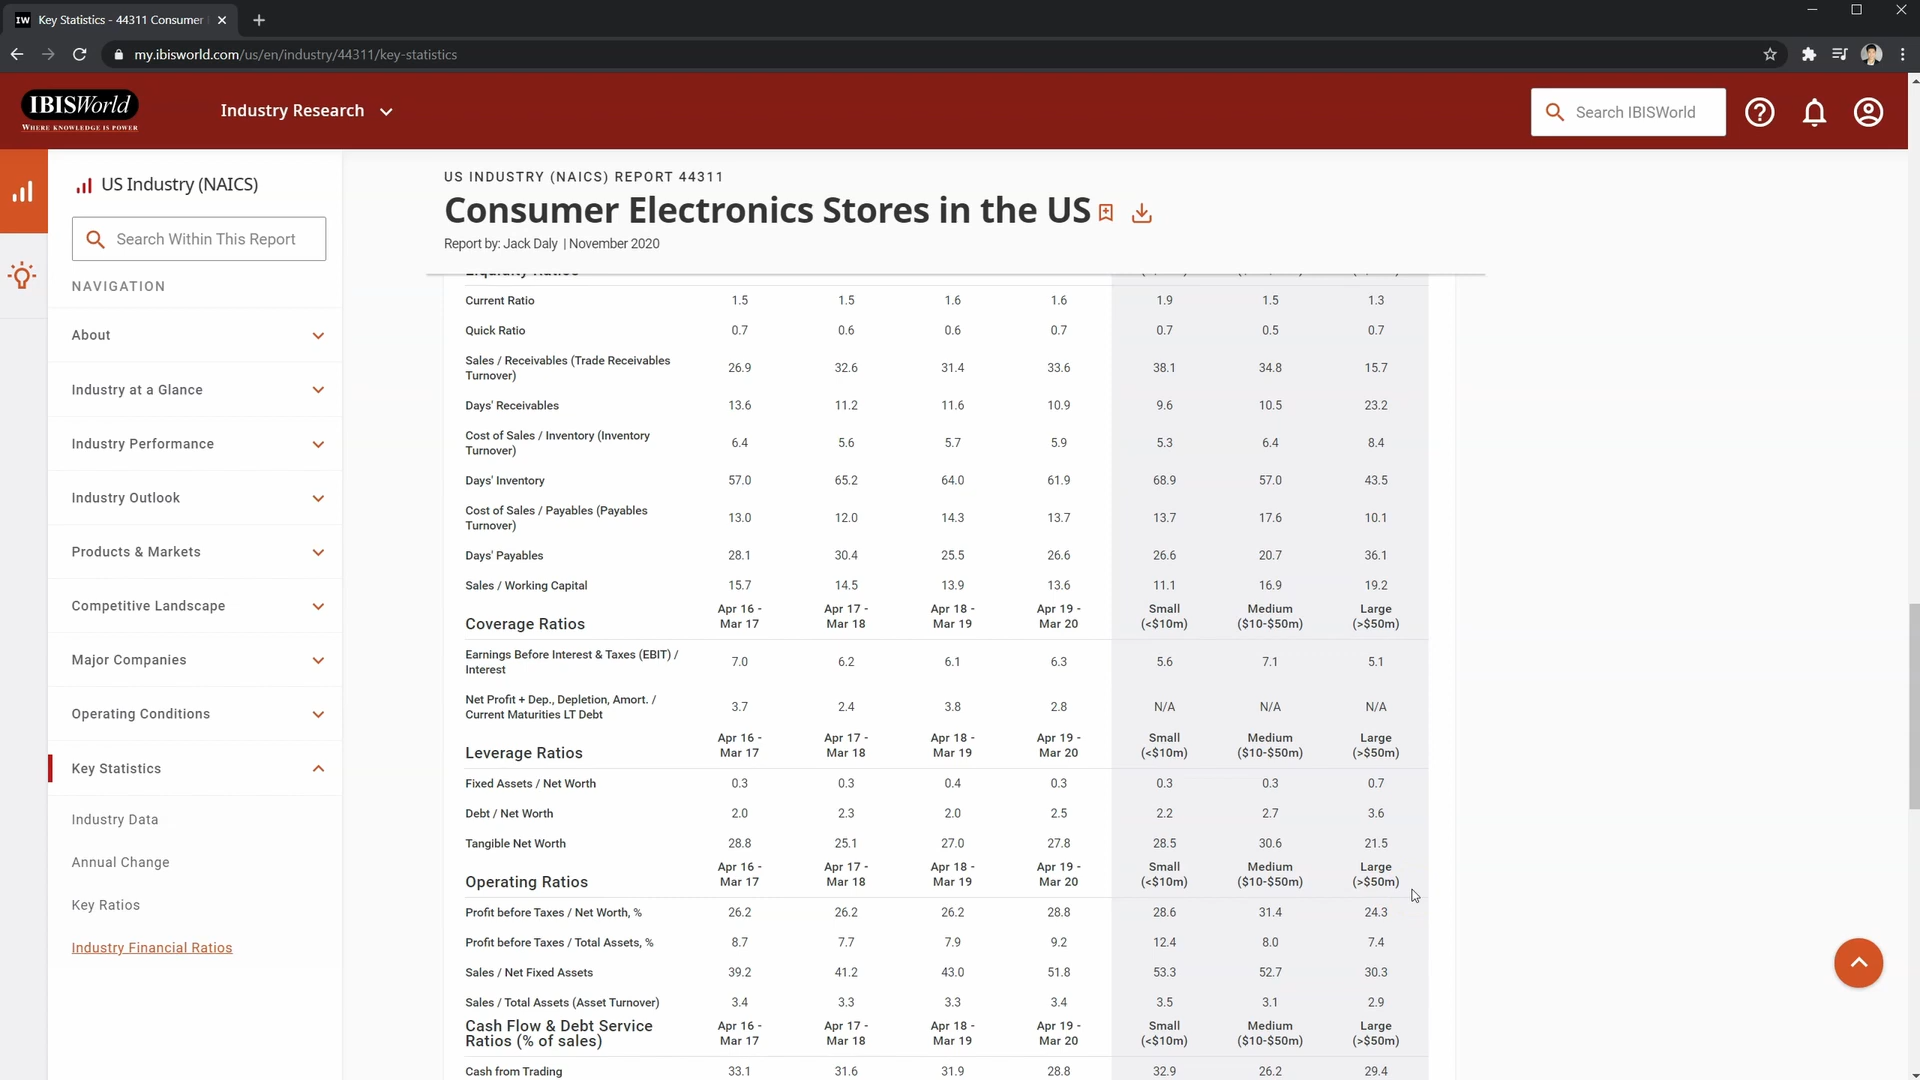 IW Key Statistics - 44311 Consumer
my.ibisworld.com/us/en/industry/44311/key-statistics
IBISWorld
WHERE KNOWLEDGE IS POWER
Industry Research
Search IBISWorld
US Industry (NAICS)
Search Within This Report
NAVIGATION
About
Industry at a Glance
Industry Performance
Industry Outlook
Products & Markets
Competitive Landscape
Major Companies
Operating Conditions
Key Statistics
Industry Data
Annual Change
Key Ratios
Industry Financial Ratios
US INDUSTRY (NAICS) REPORT 44311
Consumer Electronics Stores in the US
Report by: Jack Daly | November 2020
Liquidity Ratios
Current Ratio 1.5 1.5 1.6 1.6 1.9 1.5 1.3
Quick Ratio 0.7 0.6 0.6 0.7 0.7 0.5 0.7
Sales / Receivables (Trade Receivables
Turnover) 26.9 32.6 31.4 33.6 38.1 34.8 15.7
Days' Receivables 13.6 11.2 11.6 10.9 9.6 10.5 23.2
Cost of Sales / Inventory (Inventory
Turnover) 6.4 5.6 5.7 5.9 5.3 6.4 8.4
Days' Inventory 57.0 65.2 64.0 61.9 68.9 57.0 43.5
Cost of Sales / Payables (Payables
Turnover) 13.0 12.0 14.3 13.7 13.7 17.6 10.1
Days' Payables 28.1 30.4 25.5 26.6 26.6 20.7 36.1
Sales / Working Capital 15.7 14.5 13.9 13.6 11.1 16.9 19.2
Apr 16 - Apr 17 - Apr 18 - Apr 19 - Small Medium Large
Coverage Ratios Mar 17 Mar 18 Mar 19 Mar 20 (<$10m) ($10-$50m) (>$50m)
Earnings Before Interest & Taxes (EBIT) /
Interest 7.0 6.2 6.1 6.3 5.6 7.1 5.1
Net Profit + Dep., Depletion, Amort. /
Current Maturities LT Debt 3.7 2.4 3.8 2.8 N/A N/A N/A
Apr 16 - Apr 17 - Apr 18 - Apr 19 - Small Medium Large
Leverage Ratios Mar 17 Mar 18 Mar 19 Mar 20 (<$10m) ($10-$50m) (>$50m)
Fixed Assets / Net Worth 0.3 0.3 0.4 0.3 0.3 0.3 0.7
Debt / Net Worth 2.0 2.3 2.0 2.5 2.2 2.7 3.6
Tangible Net Worth 28.8 25.1 27.0 27.8 28.5 30.6 21.5
Apr 16 - Apr 17 - Apr 18 - Apr 19 - Small Medium Large
Operating Ratios Mar 17 Mar 18 Mar 19 Mar 20 (<$10m) ($10-$50m) (>$50m)
Profit before Taxes / Net Worth, % 26.2 26.2 26.2 28.8 28.6 31.4 24.3
Profit before Taxes / Total Assets, % 8.7 7.7 7.9 9.2 12.4 8.0 7.4
Sales / Net Fixed Assets 39.2 41.2 43.0 51.8 53.3 52.7 30.3
Sales / Total Assets (Asset Turnover) 3.4 3.3 3.3 3.4 3.5 3.1 2.9
Cash Flow & Debt Service Apr 16 - Apr 17 - Apr 18 - Apr 19 - Small Medium Large
Ratios (% of sales) Mar 17 Mar 18 Mar 19 Mar 20 (<$10m) ($10-$50m) (>$50m)
Cash from Trading 33.1 31.6 31.9 28.8 32.9 26.2 29.4